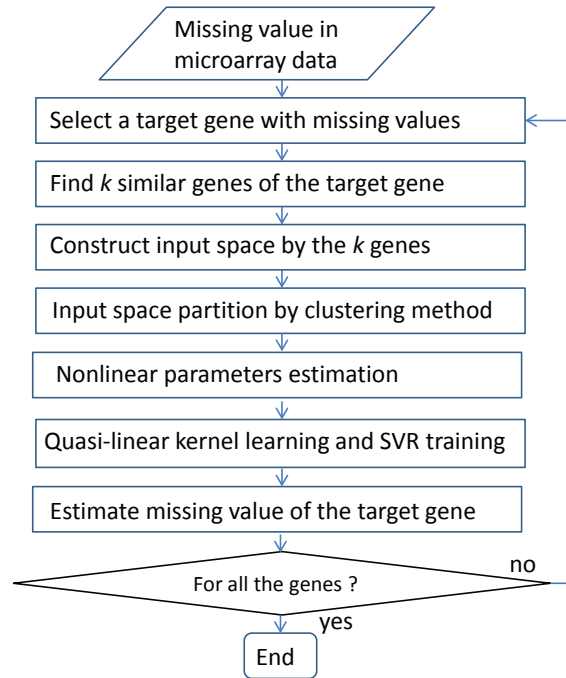 Missing value in
microarray data
Select a target gene with missing values
Find k similar genes of the target gene
Construct input space by the k genes
Input space partition by clustering method
Nonlinear parameters estimation
Quasi-linear kernel learning and SVR training
Estimate missing value of the target gene
For all the genes ?
no
yes
End